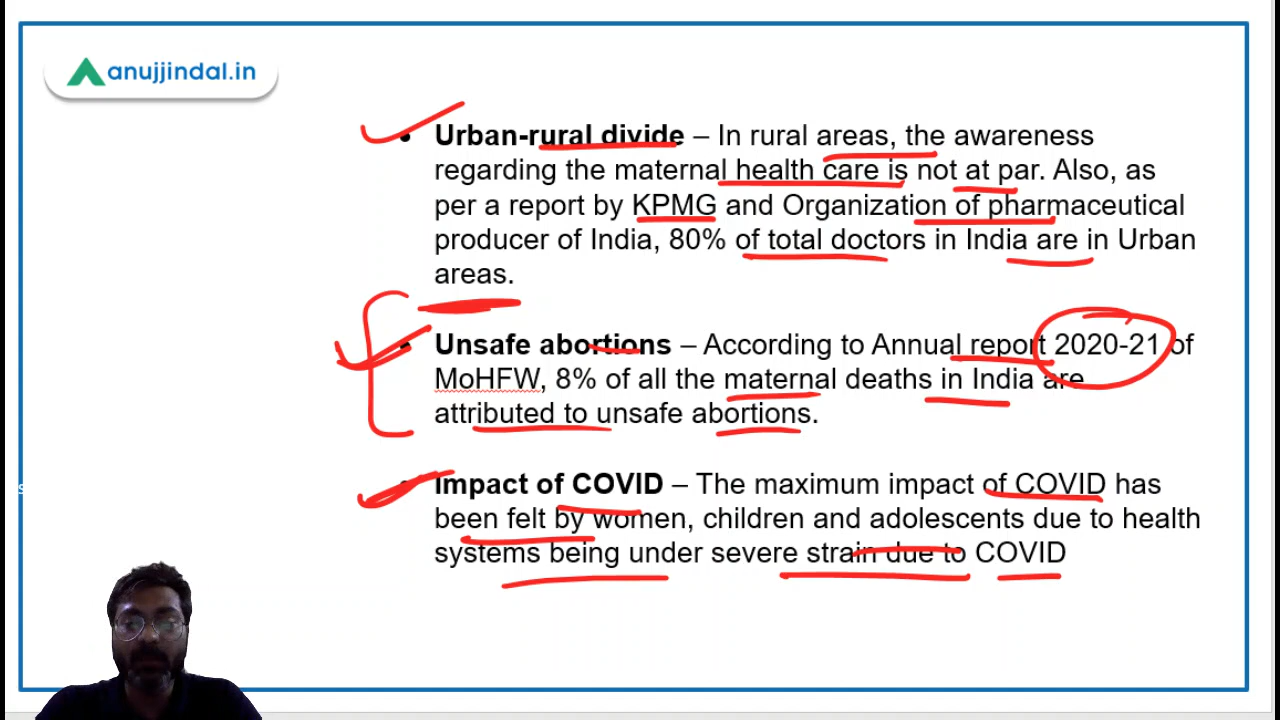 anujjindal.in
• Urban-rural divide – In rural areas, the awareness
regarding the maternal health care is not at par. Also, as
per a report by KPMG and Organization of pharmaceutical
producer of India, 80% of total doctors in India are in Urban
areas.
• Unsafe abortions – According to Annual report 2020-21 of
MoHFW, 8% of all the maternal deaths in India are
attributed to unsafe abortions.
• Impact of COVID – The maximum impact of COVID has
been felt by women, children and adolescents due to health
systems being under severe strain due to COVID